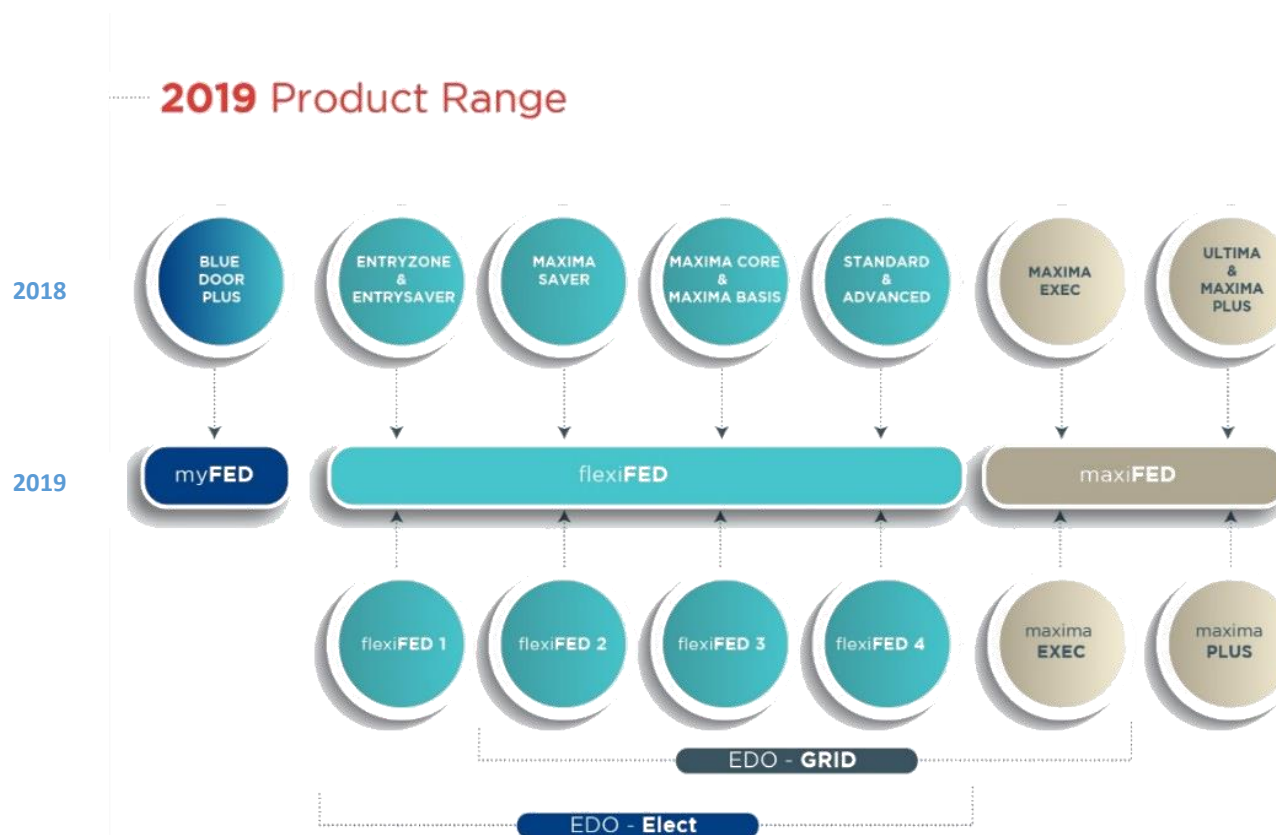 2019 Product Range
2018
BLUE
DOOR
PLUS
ENTRYZONE
&
ENTRYSAVER
MAXIMA
SAVER
MAXIMA CORE
&
MAXIMA BASIS
STANDARD
&
ADVANCED
MAXIMA
EXEC
ULTIMA
&
MAXIMA
PLUS
2019
myFED
flexiFED
maxiFED
flexiFED 1
flexiFED 2
flexiFED 3
flexiFED 4
maxima
EXEC
maxima
PLUS
EDO - GRID
EDO - Elect